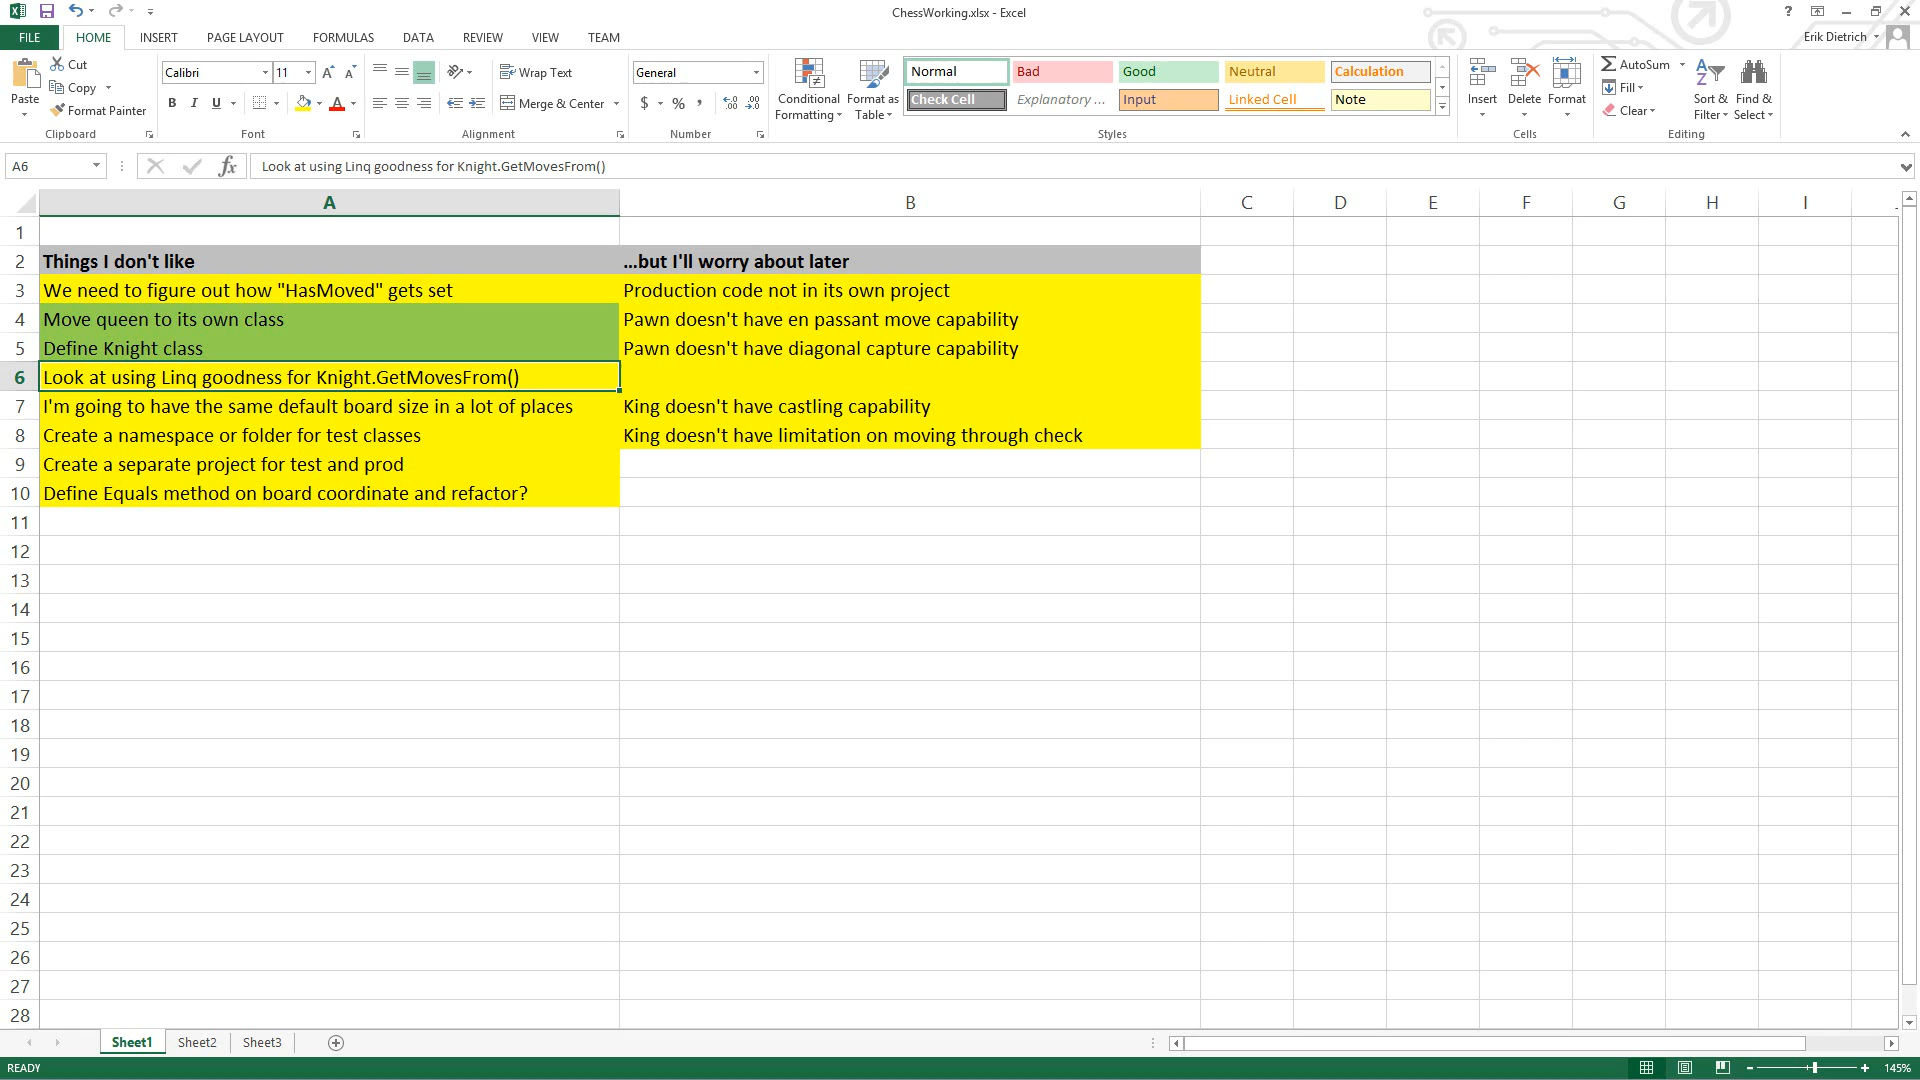 ChessWorking.xlsx - Excel
?
FILE HOME INSERT PAGE LAYOUT FORMULAS DATA REVIEW VIEW TEAM Erik Dietrich
Paste Cut Copy Format Painter Clipboard
Calibri 11 B I U A Font
Wrap Text Merge & Center Alignment
General $ % , Number
Conditional Formatting Format as Table
Normal Bad Good Neutral Calculation
Check Cell Explanatory ... Input Linked Cell Note
Styles
Insert Delete Format Cells
AutoSum Fill Clear Sort & Filter Find & Select Editing
A6 fx Look at using Linq goodness for Knight.GetMovesFrom()
A B C D E F G H I
1
2 Things I don't like ...but I'll worry about later
3 We need to figure out how "HasMoved" gets set Production code not in its own project
4 Move queen to its own class Pawn doesn't have en passant move capability
5 Define Knight class Pawn doesn't have diagonal capture capability
6 Look at using Linq goodness for Knight.GetMovesFrom()
7 I'm going to have the same default board size in a lot of places King doesn't have castling capability
8 Create a namespace or folder for test classes King doesn't have limitation on moving through check
9 Create a separate project for test and prod
10 Define Equals method on board coordinate and refactor?
11
12
13
14
15
16
17
18
19
20
21
22
23
24
25
26
27
28
Sheet1 Sheet2 Sheet3
READY 145%